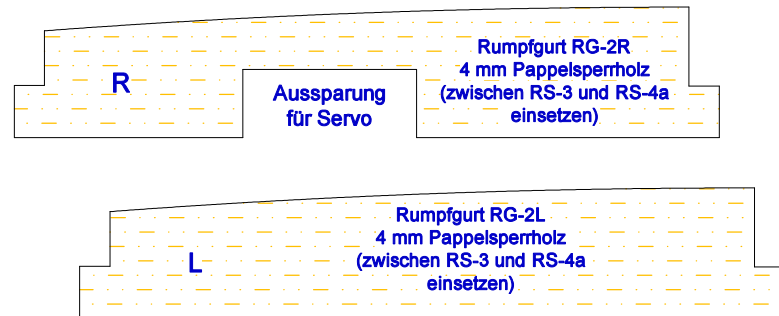 R
Aussparung
für Servo
Rumpfgurt RG-2R
4 mm Pappelsperrholz
(zwischen RS-3 und RS-4a
einsetzen)
L
Rumpfgurt RG-2L
4 mm Pappelsperrholz
(zwischen RS-3 und RS-4a
einsetzen)